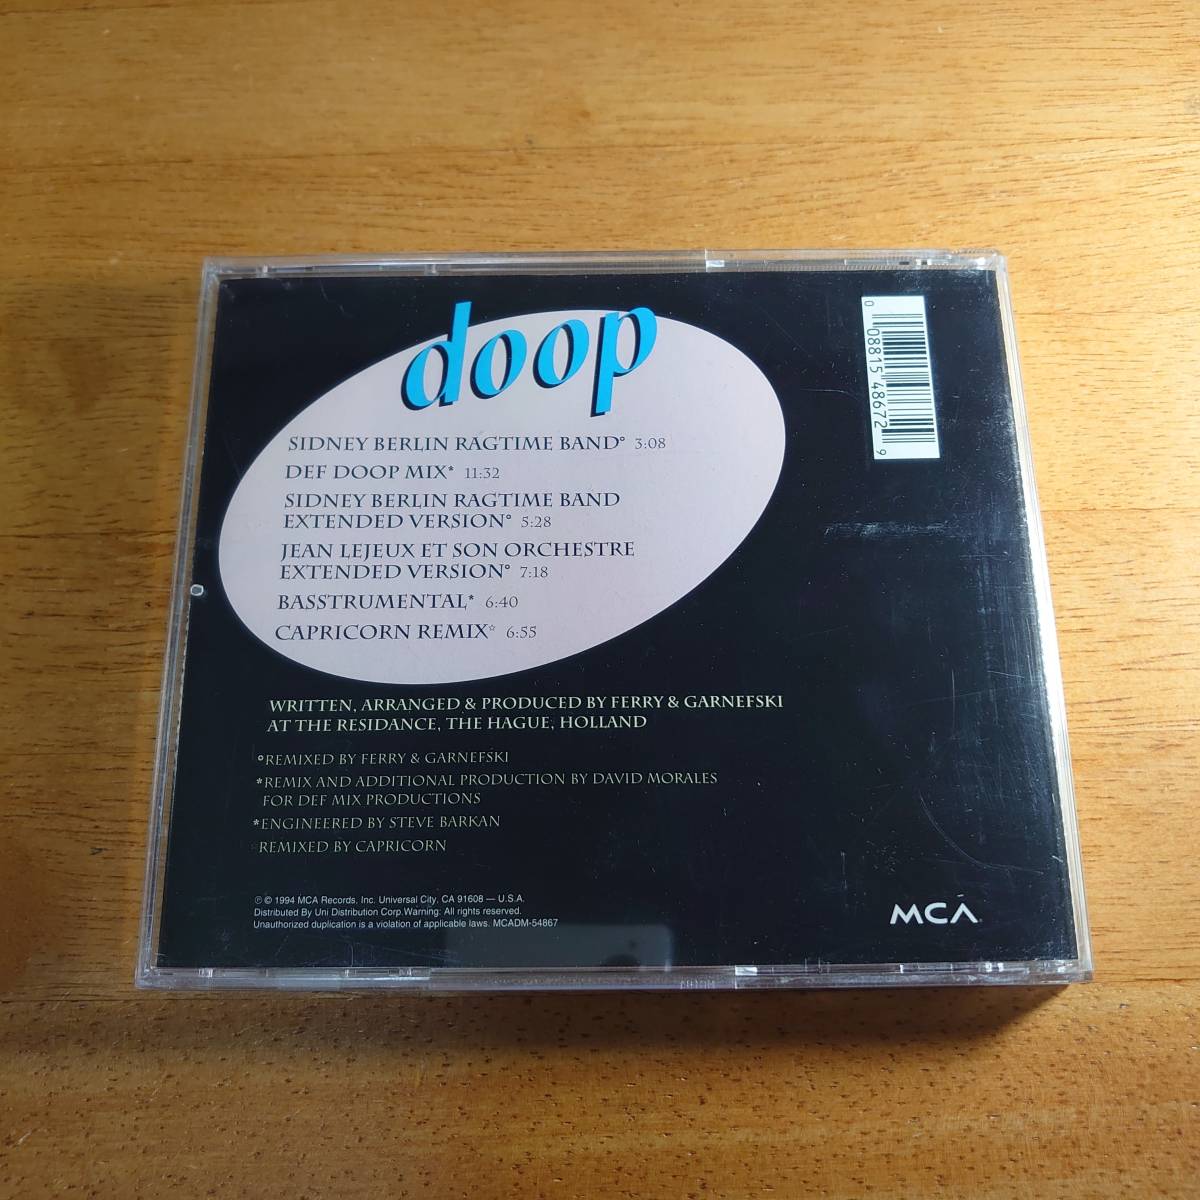 doop
SIDNEY BERLIN RAGTIME BAND° 3:08
DEF DOOP MIX* 11:32
SIDNEY BERLIN RAGTIME BAND
EXTENDED VERSION° 5:28
JEAN LEJEUX ET SON ORCHESTRE
EXTENDED VERSION° 7:18
BASSTRUMENTAL* 6:40
CAPRICORN REMIX☆ 6:55
WRITTEN, ARRANGED & PRODUCED BY FERRY & GARNEFSKI
AT THE RESIDANCE, THE HAGUE, HOLLAND
°REMIXED BY FERRY & GARNEFSKI
*REMIX AND ADDITIONAL PRODUCTION BY DAVID MORALES
FOR DEF MIX PRODUCTIONS
*ENGINEERED BY STEVE BARKAN
☆REMIXED BY CAPRICORN
℗ © 1994 MCA Records, Inc. Universal City, CA 91608 — U.S.A.
Distributed By Uni Distribution Corp.Warning: All rights reserved.
Unauthorized duplication is a violation of applicable laws. MCADM-54867
MCA
0 08815 48672 9